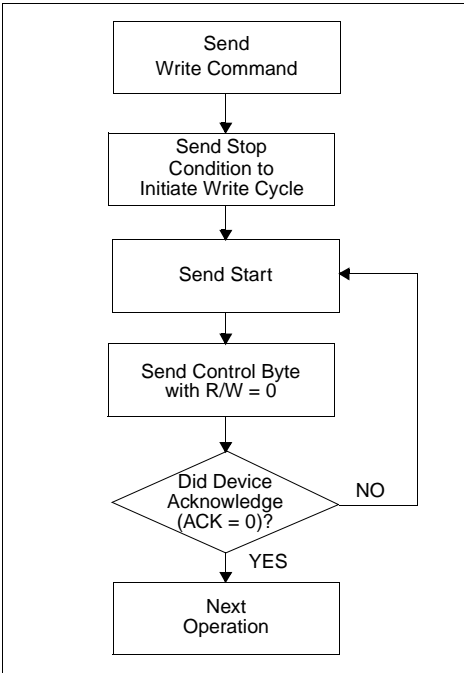 Send
Write Command
Send Stop
Condition to
Initiate Write Cycle
Send Start
Send Control Byte
with R/W = 0
Did Device
Acknowledge
(ACK = 0)?
NO
YES
Next
Operation